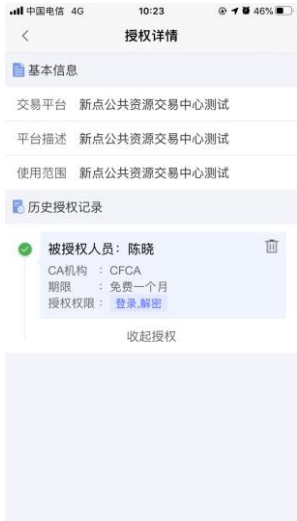 中国电信 4G 10:23 46%
授权详情
基本信息
交易平台 新点公共资源交易中心测试
平台描述 新点公共资源交易中心测试
使用范围 新点公共资源交易中心测试
历史授权记录
被授权人员：陈晓
CA机构 ：CFCA
期限 ：免费一个月
授权权限：登录,解密
收起授权